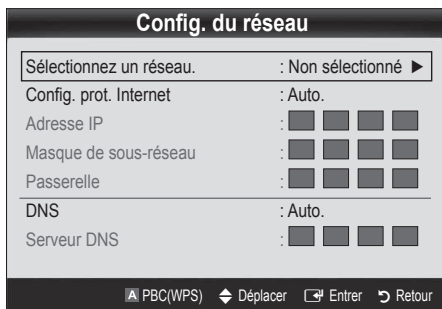 Config. du réseau
Sélectionnez un réseau. : Non sélectionné ►
Config. prot. Internet : Auto.
Adresse IP :
Masque de sous-réseau :
Passerelle :
DNS : Auto.
Serveur DNS :
A PBC(WPS) Déplacer Entrer Retour